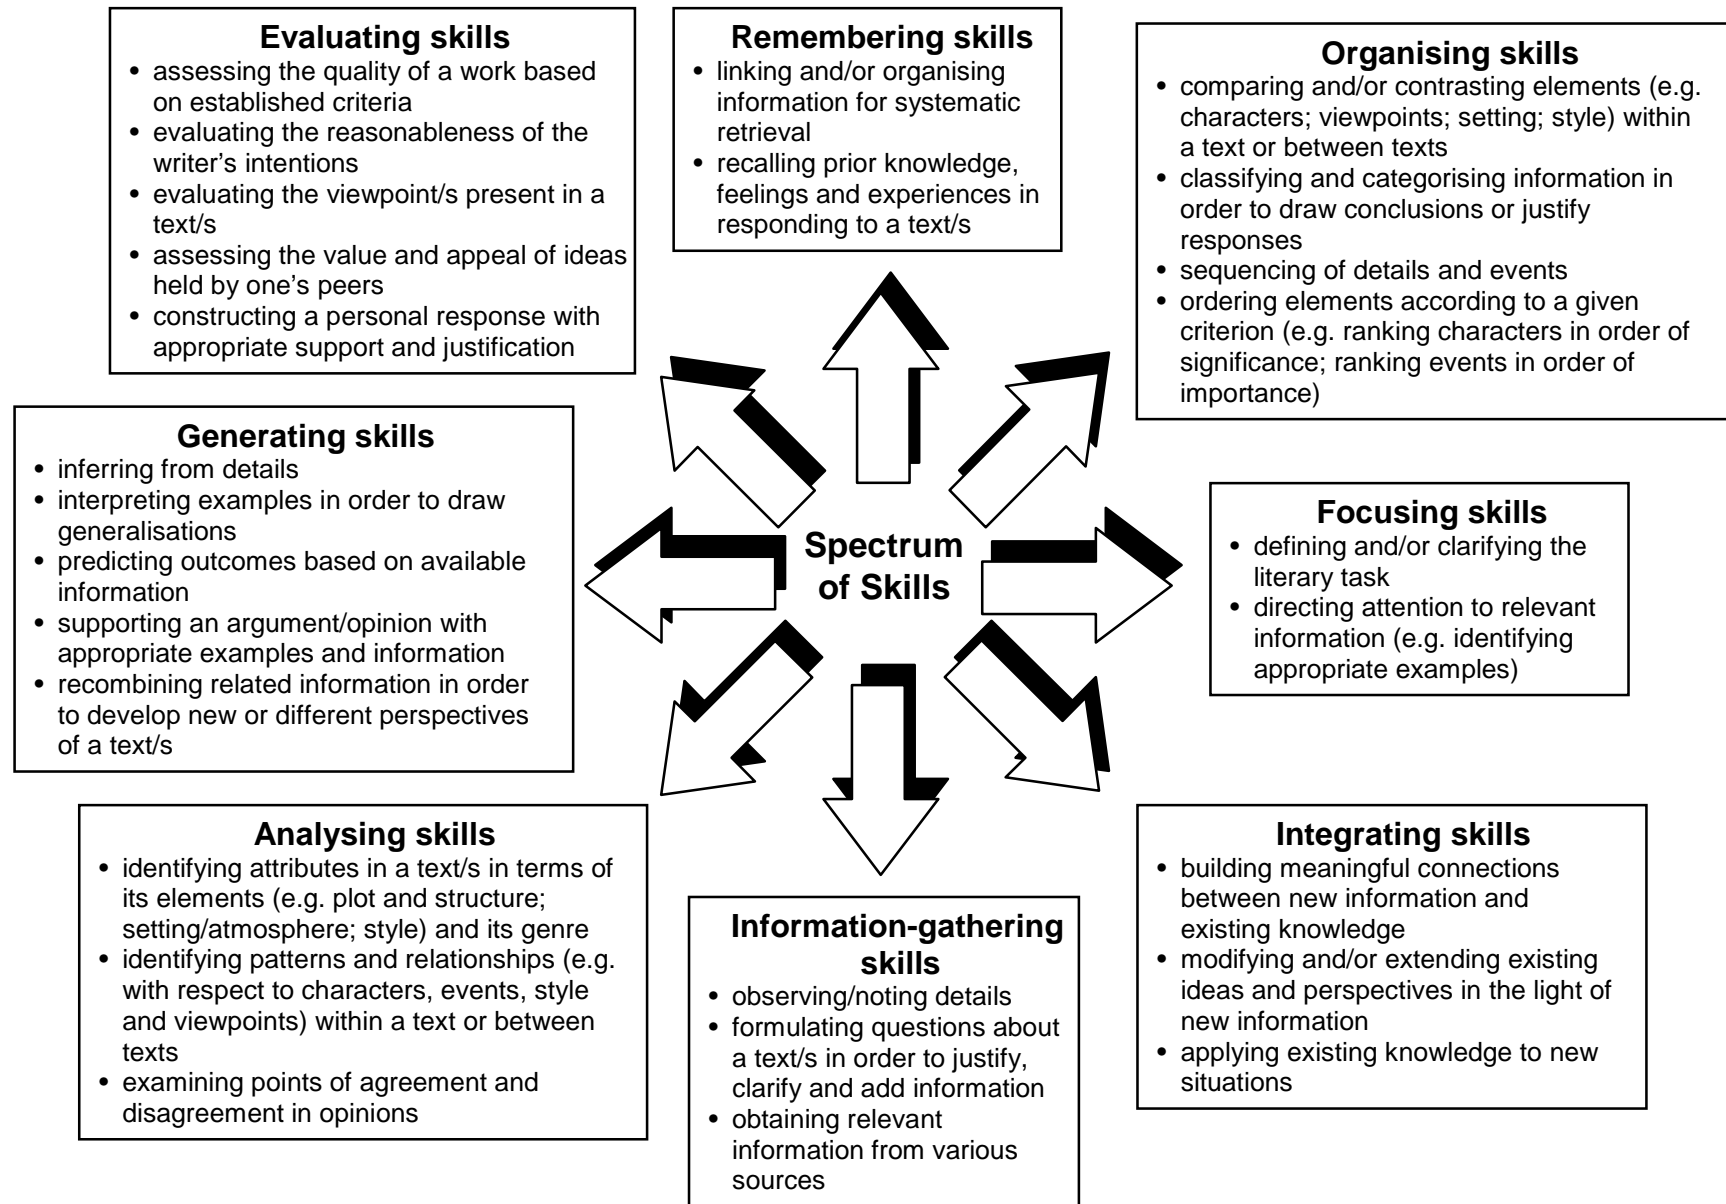 Evaluating skills
• assessing the quality of a work based
on established criteria
• evaluating the reasonableness of the
writer’s intentions
• evaluating the viewpoint/s present in a
text/s
• assessing the value and appeal of ideas
held by one’s peers
• constructing a personal response with
appropriate support and justification
Remembering skills
• linking and/or organising
information for systematic
retrieval
• recalling prior knowledge,
feelings and experiences in
responding to a text/s
Organising skills
• comparing and/or contrasting elements (e.g.
characters; viewpoints; setting; style) within
a text or between texts
• classifying and categorising information in
order to draw conclusions or justify
responses
• sequencing of details and events
• ordering elements according to a given
criterion (e.g. ranking characters in order of
significance; ranking events in order of
importance)
Generating skills
• inferring from details
• interpreting examples in order to draw
generalisations
• predicting outcomes based on available
information
• supporting an argument/opinion with
appropriate examples and information
• recombining related information in order
to develop new or different perspectives
of a text/s
Spectrum
of Skills
Focusing skills
• defining and/or clarifying the
literary task
• directing attention to relevant
information (e.g. identifying
appropriate examples)
Analysing skills
• identifying attributes in a text/s in terms of
its elements (e.g. plot and structure;
setting/atmosphere; style) and its genre
• identifying patterns and relationships (e.g.
with respect to characters, events, style
and viewpoints) within a text or between
texts
• examining points of agreement and
disagreement in opinions
Information-gathering
skills
• observing/noting details
• formulating questions about
a text/s in order to justify,
clarify and add information
• obtaining relevant
information from various
sources
Integrating skills
• building meaningful connections
between new information and
existing knowledge
• modifying and/or extending existing
ideas and perspectives in the light of
new information
• applying existing knowledge to new
situations